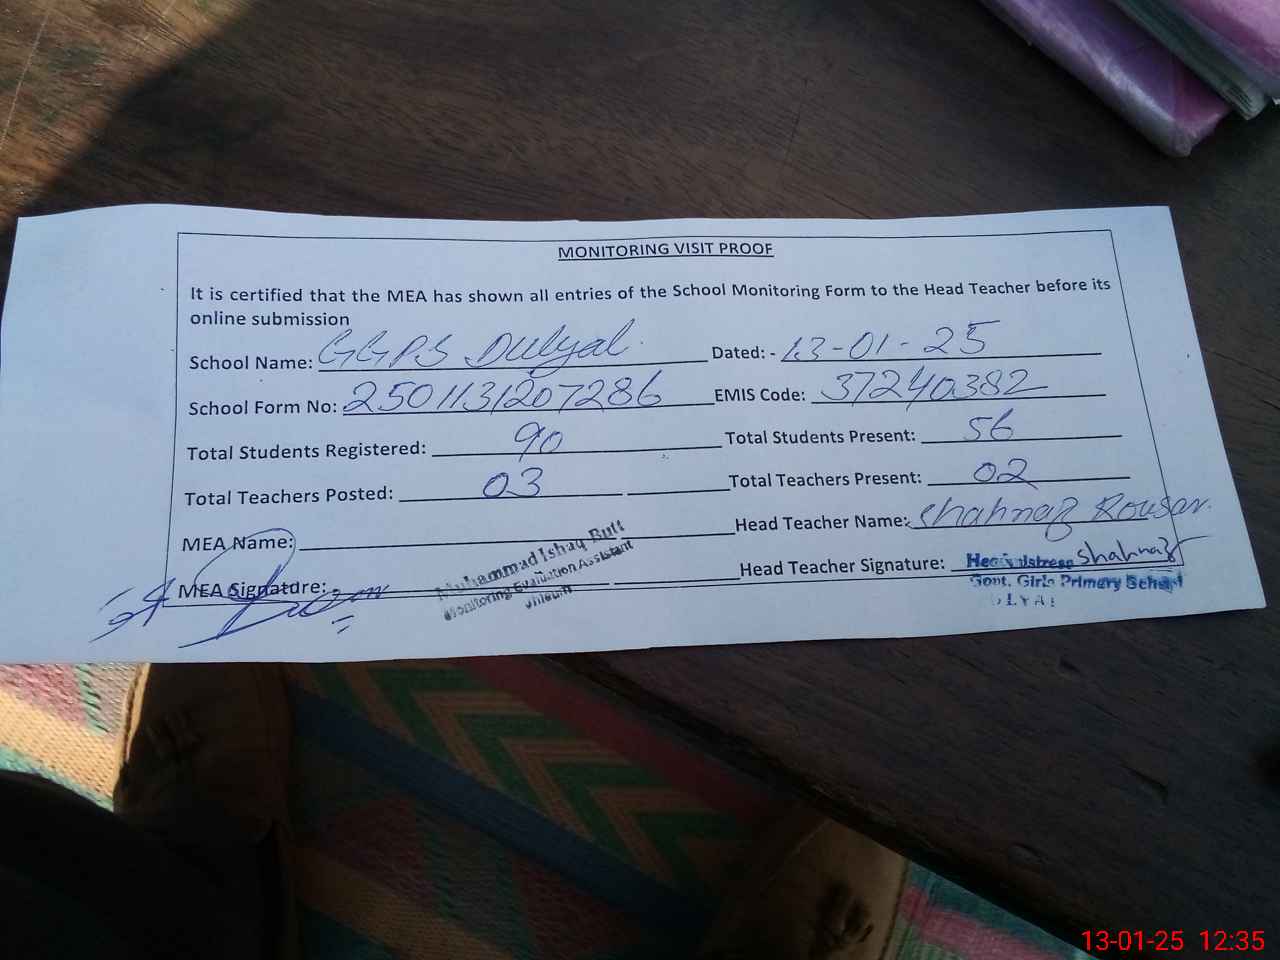 MONITORING VISIT PROOF
It is certified that the MEA has shown all entries of the School Monitoring Form to the Head Teacher before its
online submission
School Name: GGPS Dulyal Dated: - 13-01-25
School Form No: 25011131207286 EMIS Code: 37240382
Total Students Registered: 90 Total Students Present: 56
Total Teachers Posted: 03 Total Teachers Present: 02
MEA Name: Head Teacher Name: Shahnaz Kousar.
Muhammad Ishaq Butt
Monitoring Evaluation Assistant
MEA Signature: Head Teacher Signature: Headmistress Shahnaz
Govt. Girls Primary School
13-01-25 12:35